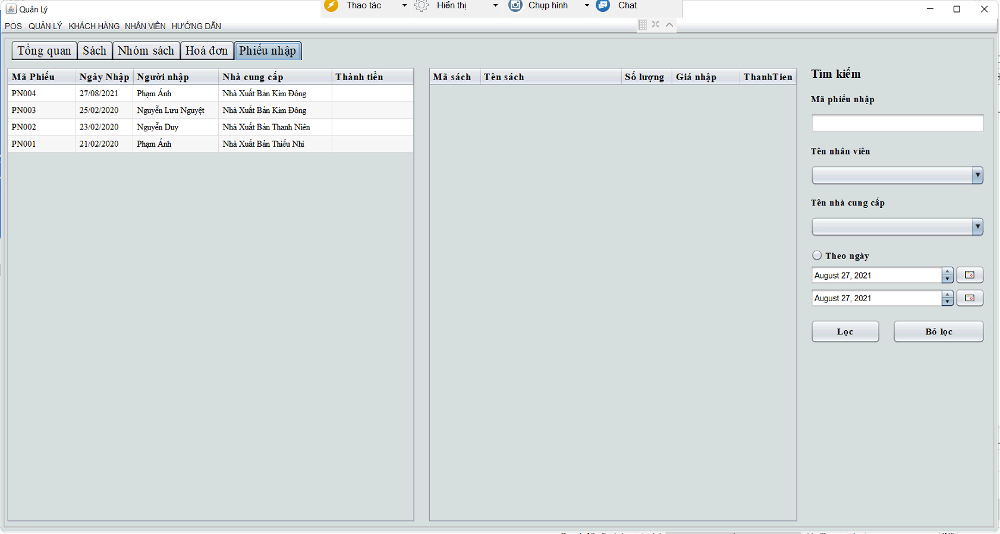 Quản Lý
Thao tác Hiển thị Chụp hình Chat
POS QUẢN LÝ KHÁCH HÀNG NHÂN VIÊN HƯỚNG DẪN
Tổng quan Sách Nhóm sách Hoá đơn Phiếu nhập
Mã Phiếu Ngày Nhập Người nhập Nhà cung cấp Thành tiền
PN004 27/08/2021 Phạm Ánh Nhà Xuất Bản Kim Đông
PN003 25/02/2020 Nguyễn Lưu Nguyệt Nhà Xuất Bản Kim Đông
PN002 23/02/2020 Nguyễn Duy Nhà Xuất Bản Thanh Niên
PN001 21/02/2020 Phạm Ánh Nhà Xuất Bản Thiếu Nhi
Mã sách Tên sách Số lượng Giá nhập ThanhTien
Tìm kiếm
Mã phiếu nhập
Tên nhân viên
Tên nhà cung cấp
Theo ngày
August 27, 2021
August 27, 2021
Lọc Bỏ lọc